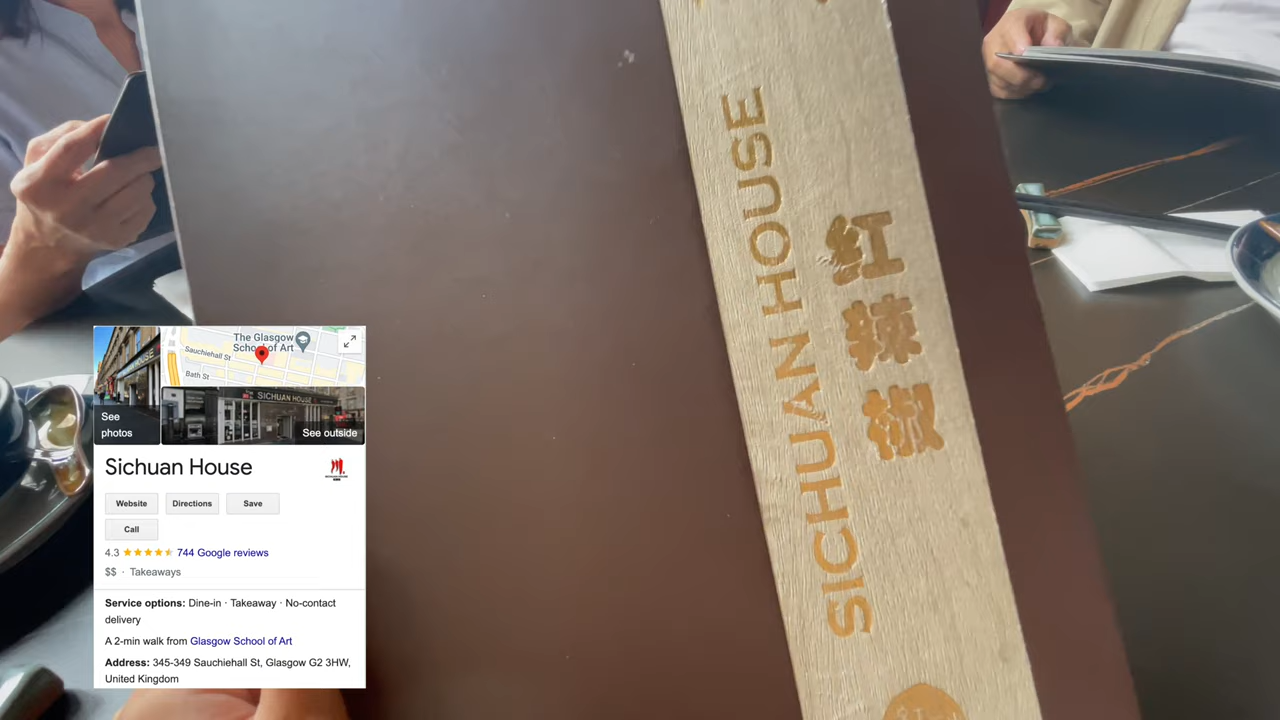 SICHUAN HOUSE
红辣椒
The Glasgow
School of Art
Sauchiehall St
Bath St
SICHUAN HOUSE
See
photos
See outside
Sichuan House
Website
Directions
Save
Call
4.3
744 Google reviews
$$ · Takeaways
Service options: Dine-in · Takeaway · No-contact
delivery
A 2-min walk from Glasgow School of Art
Address: 345-349 Sauchiehall St, Glasgow G2 3HW,
United Kingdom